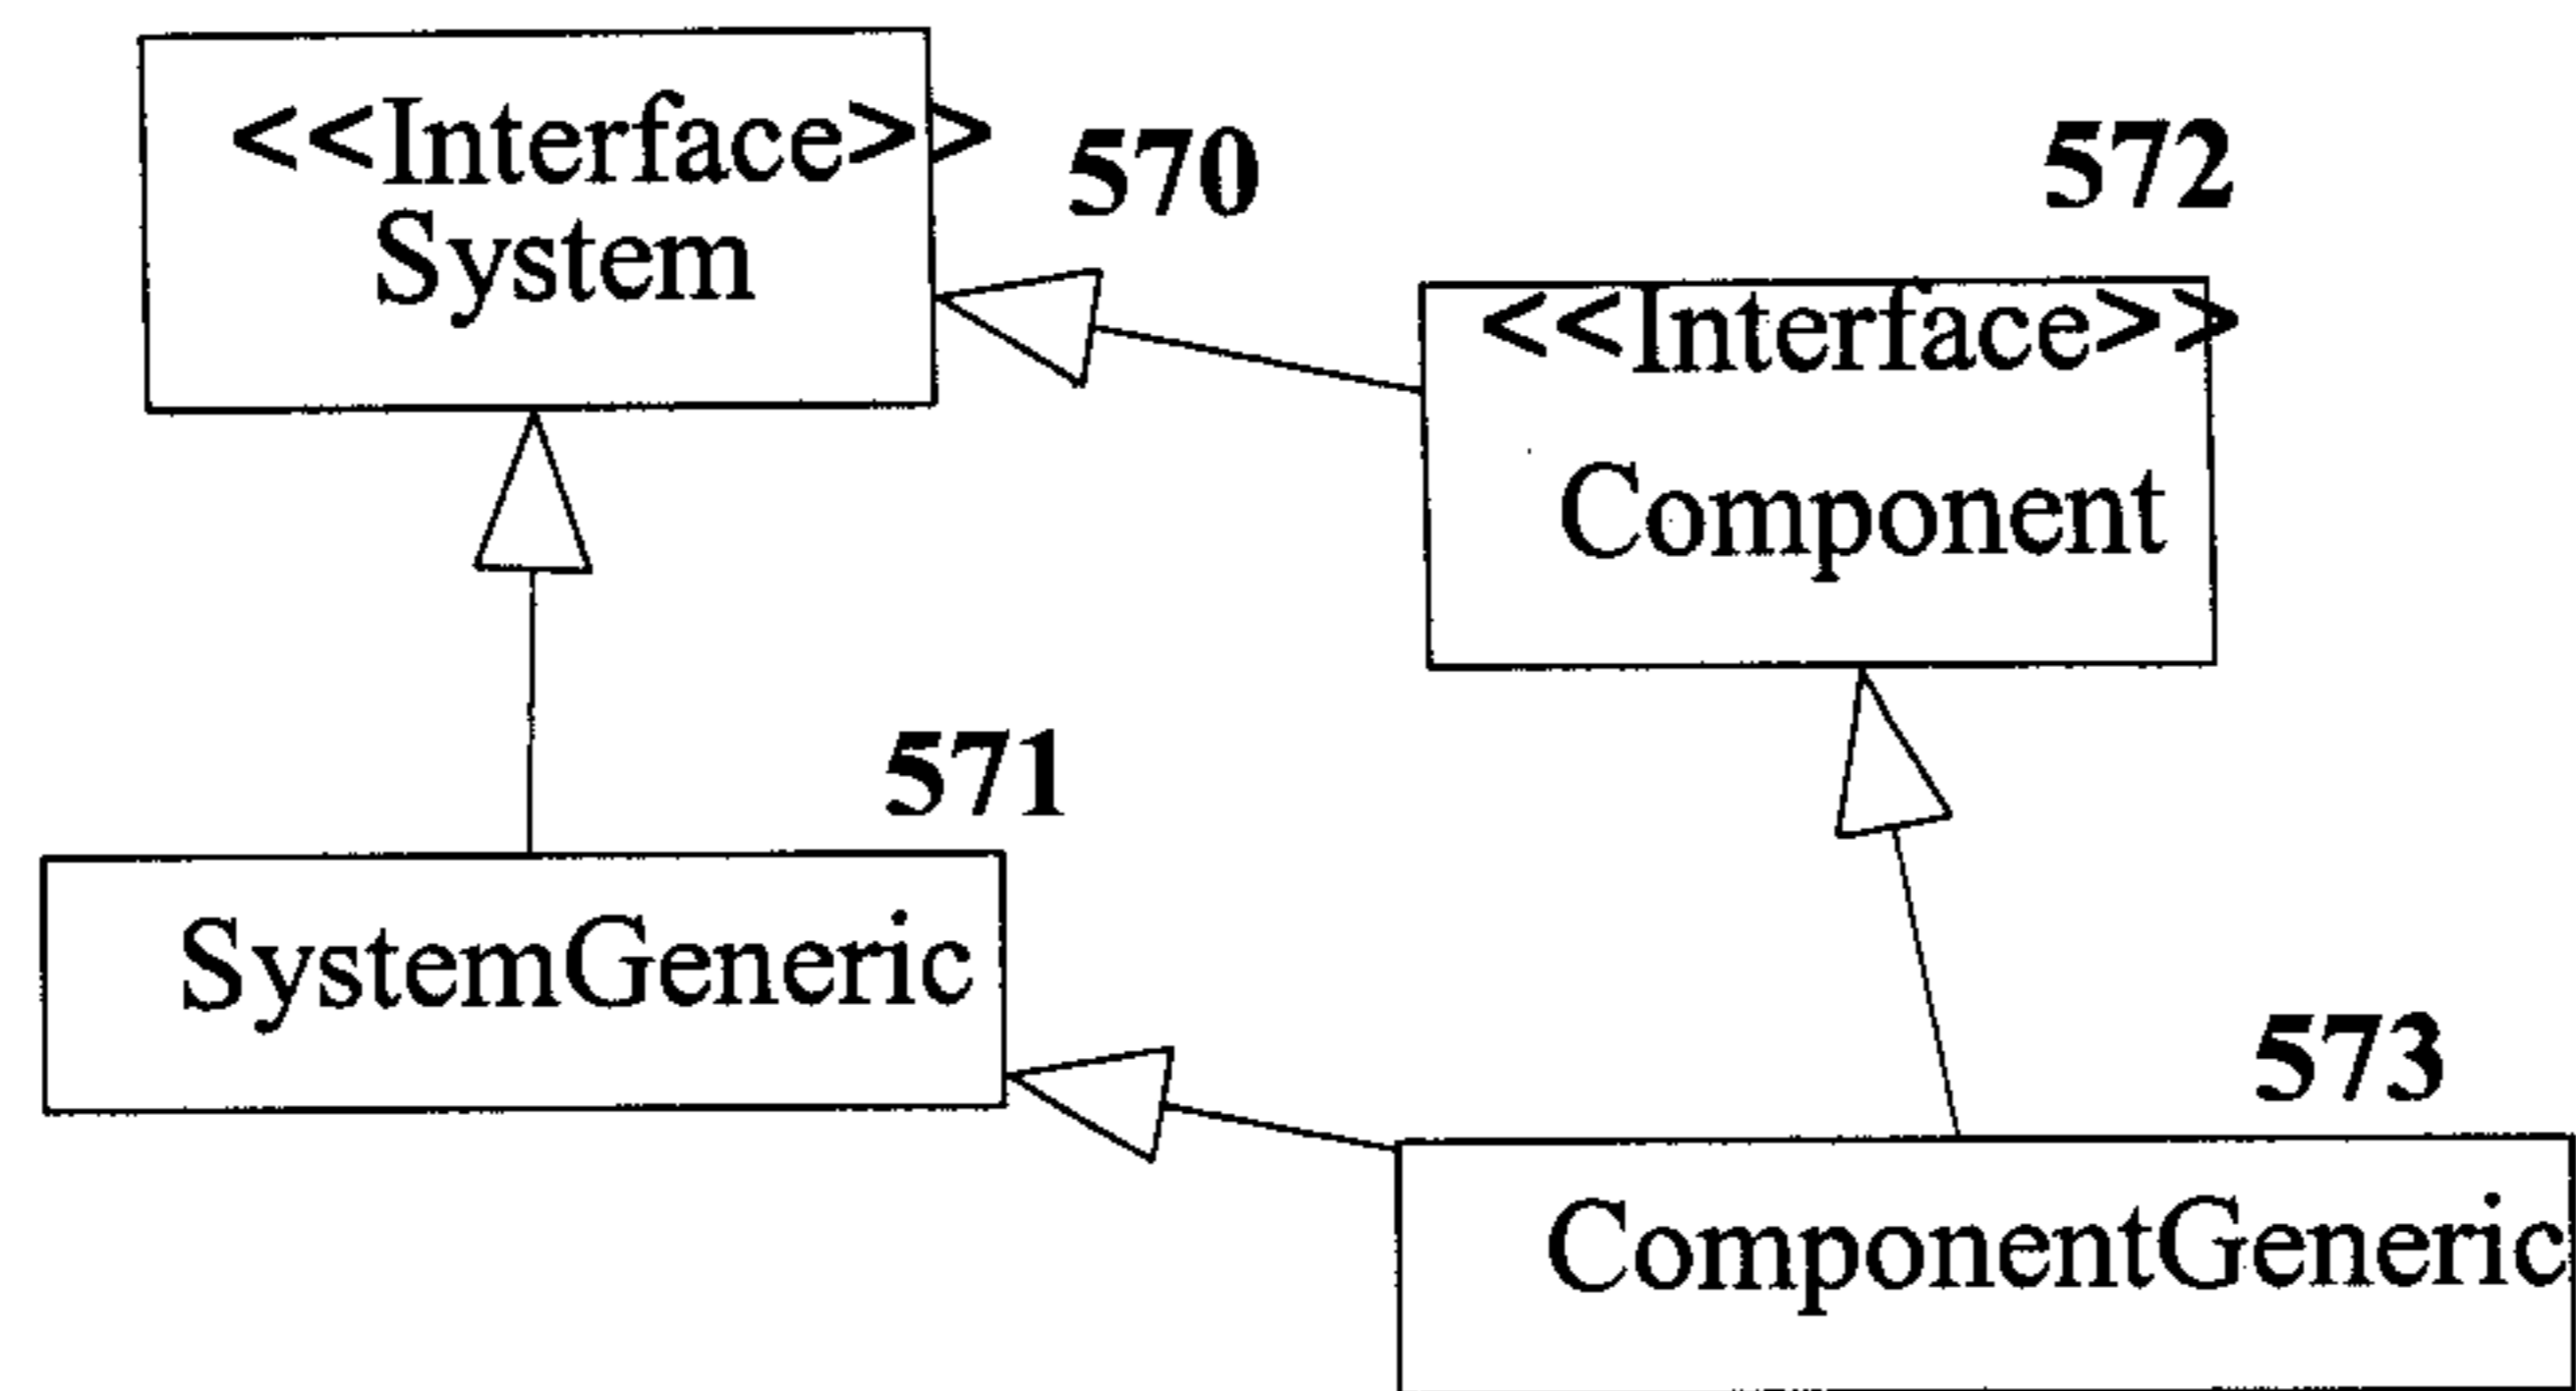 <<Interface>>
System
570
572
<<Interface>>
Component
571
SystemGeneric
573
ComponentGeneric